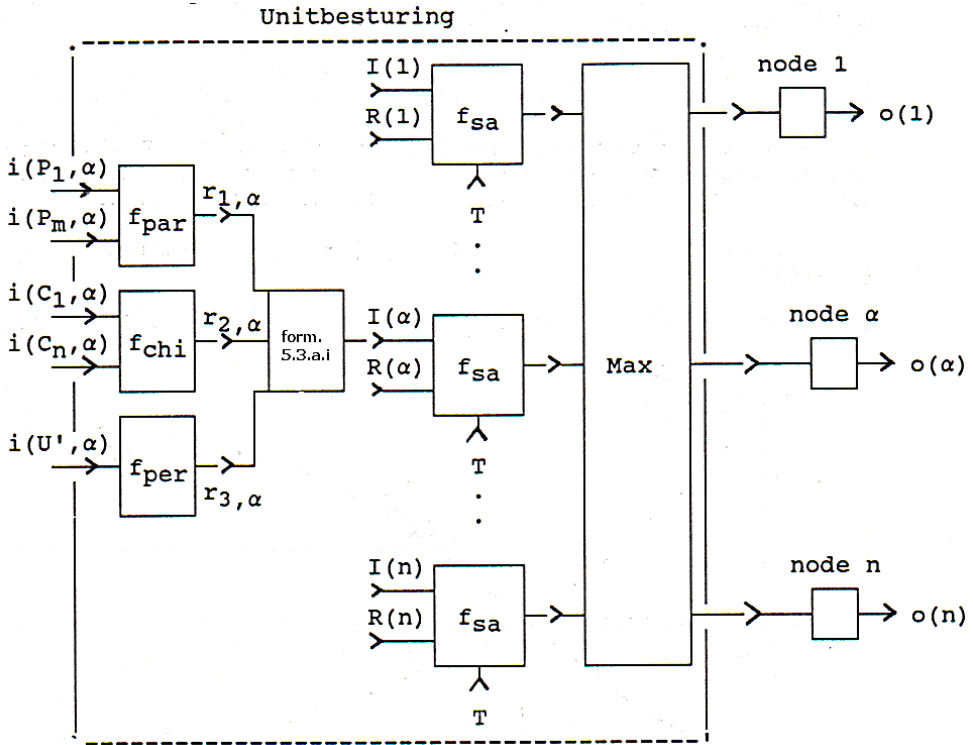 Unitbesturing
I(1)
R(1)
f_sa
T
.
.
node 1
o(1)
i(P_1,α)
i(P_m,α)
f_par
r_1,α
i(C_1,α)
i(C_n,α)
f_chi
r_2,α
i(U',α)
f_per
r_3,α
form.
5.3.a.i
I(α)
R(α)
f_sa
T
.
.
Max
node α
o(α)
I(n)
R(n)
f_sa
T
node n
o(n)